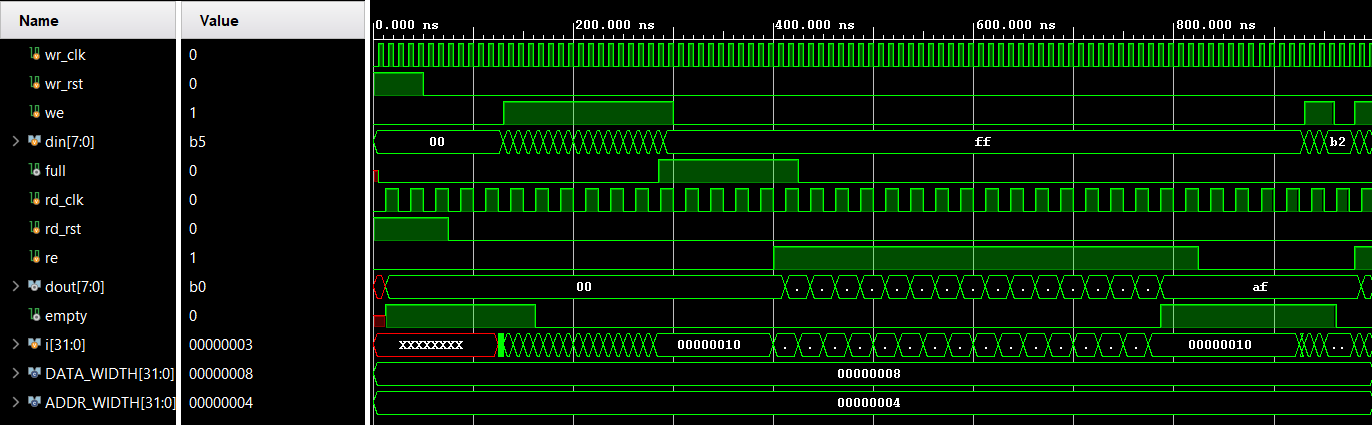 Name Value 0.000 ns 200.000 ns 400.000 ns 600.000 ns 800.000 ns
wr_clk 0
wr_rst 0
we 1
din[7:0] b5 00 ff b2
full 0
rd_clk 0
rd_rst 0
re 1
dout[7:0] b0 00 . . . . . . . . . . . . . . . af
empty 0
i[31:0] 00000003 XXXXXXXX 00000010 . . . . . . . . . . . . . . . 00000010 ..
DATA_WIDTH[31:0] 00000008 00000008
ADDR_WIDTH[31:0] 00000004 00000004